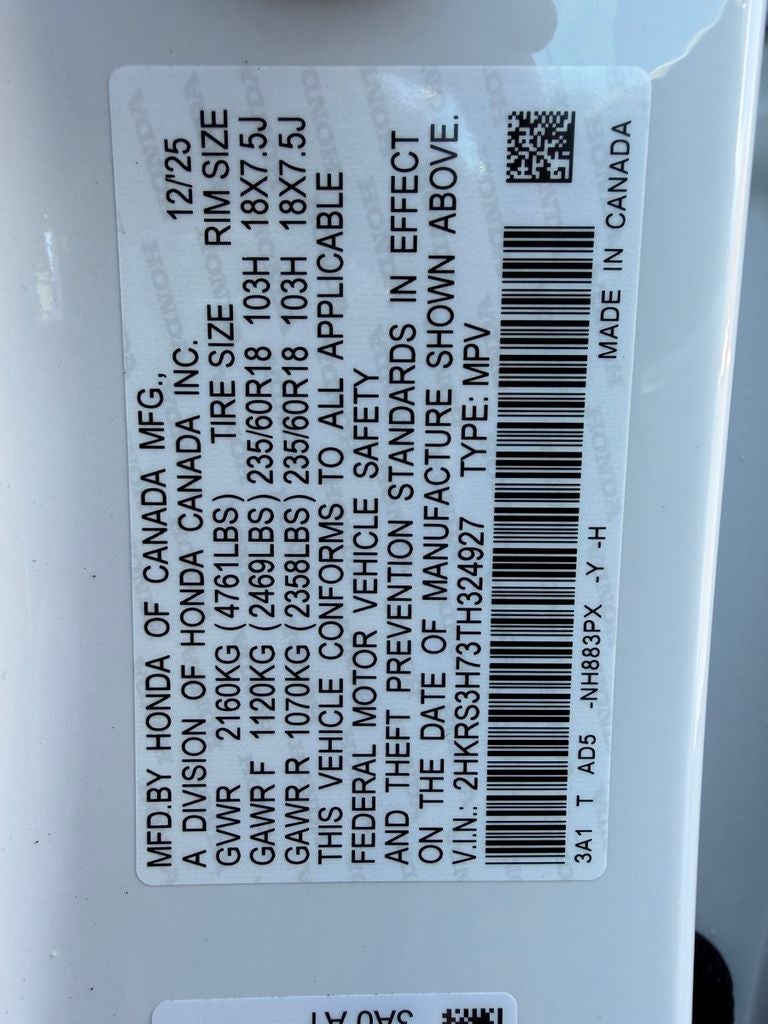 MFD.BY HONDA OF CANADA MFG.,
A DIVISION OF HONDA CANADA INC. 12/'25
GVWR 2160KG (4761LBS) TIRE SIZE RIM SIZE
GAWR F 1120KG (2469LBS) 235/60R18 103H 18X7.5J
GAWR R 1070KG (2358LBS) 235/60R18 103H 18X7.5J
THIS VEHICLE CONFORMS TO ALL APPLICABLE
FEDERAL MOTOR VEHICLE SAFETY
AND THEFT PREVENTION STANDARDS IN EFFECT
ON THE DATE OF MANUFACTURE SHOWN ABOVE.
V.I.N.: 2HKRS3H73TH324927 TYPE: MPV
3A1 T AD5 -NH883PX -Y -H MADE IN CANADA